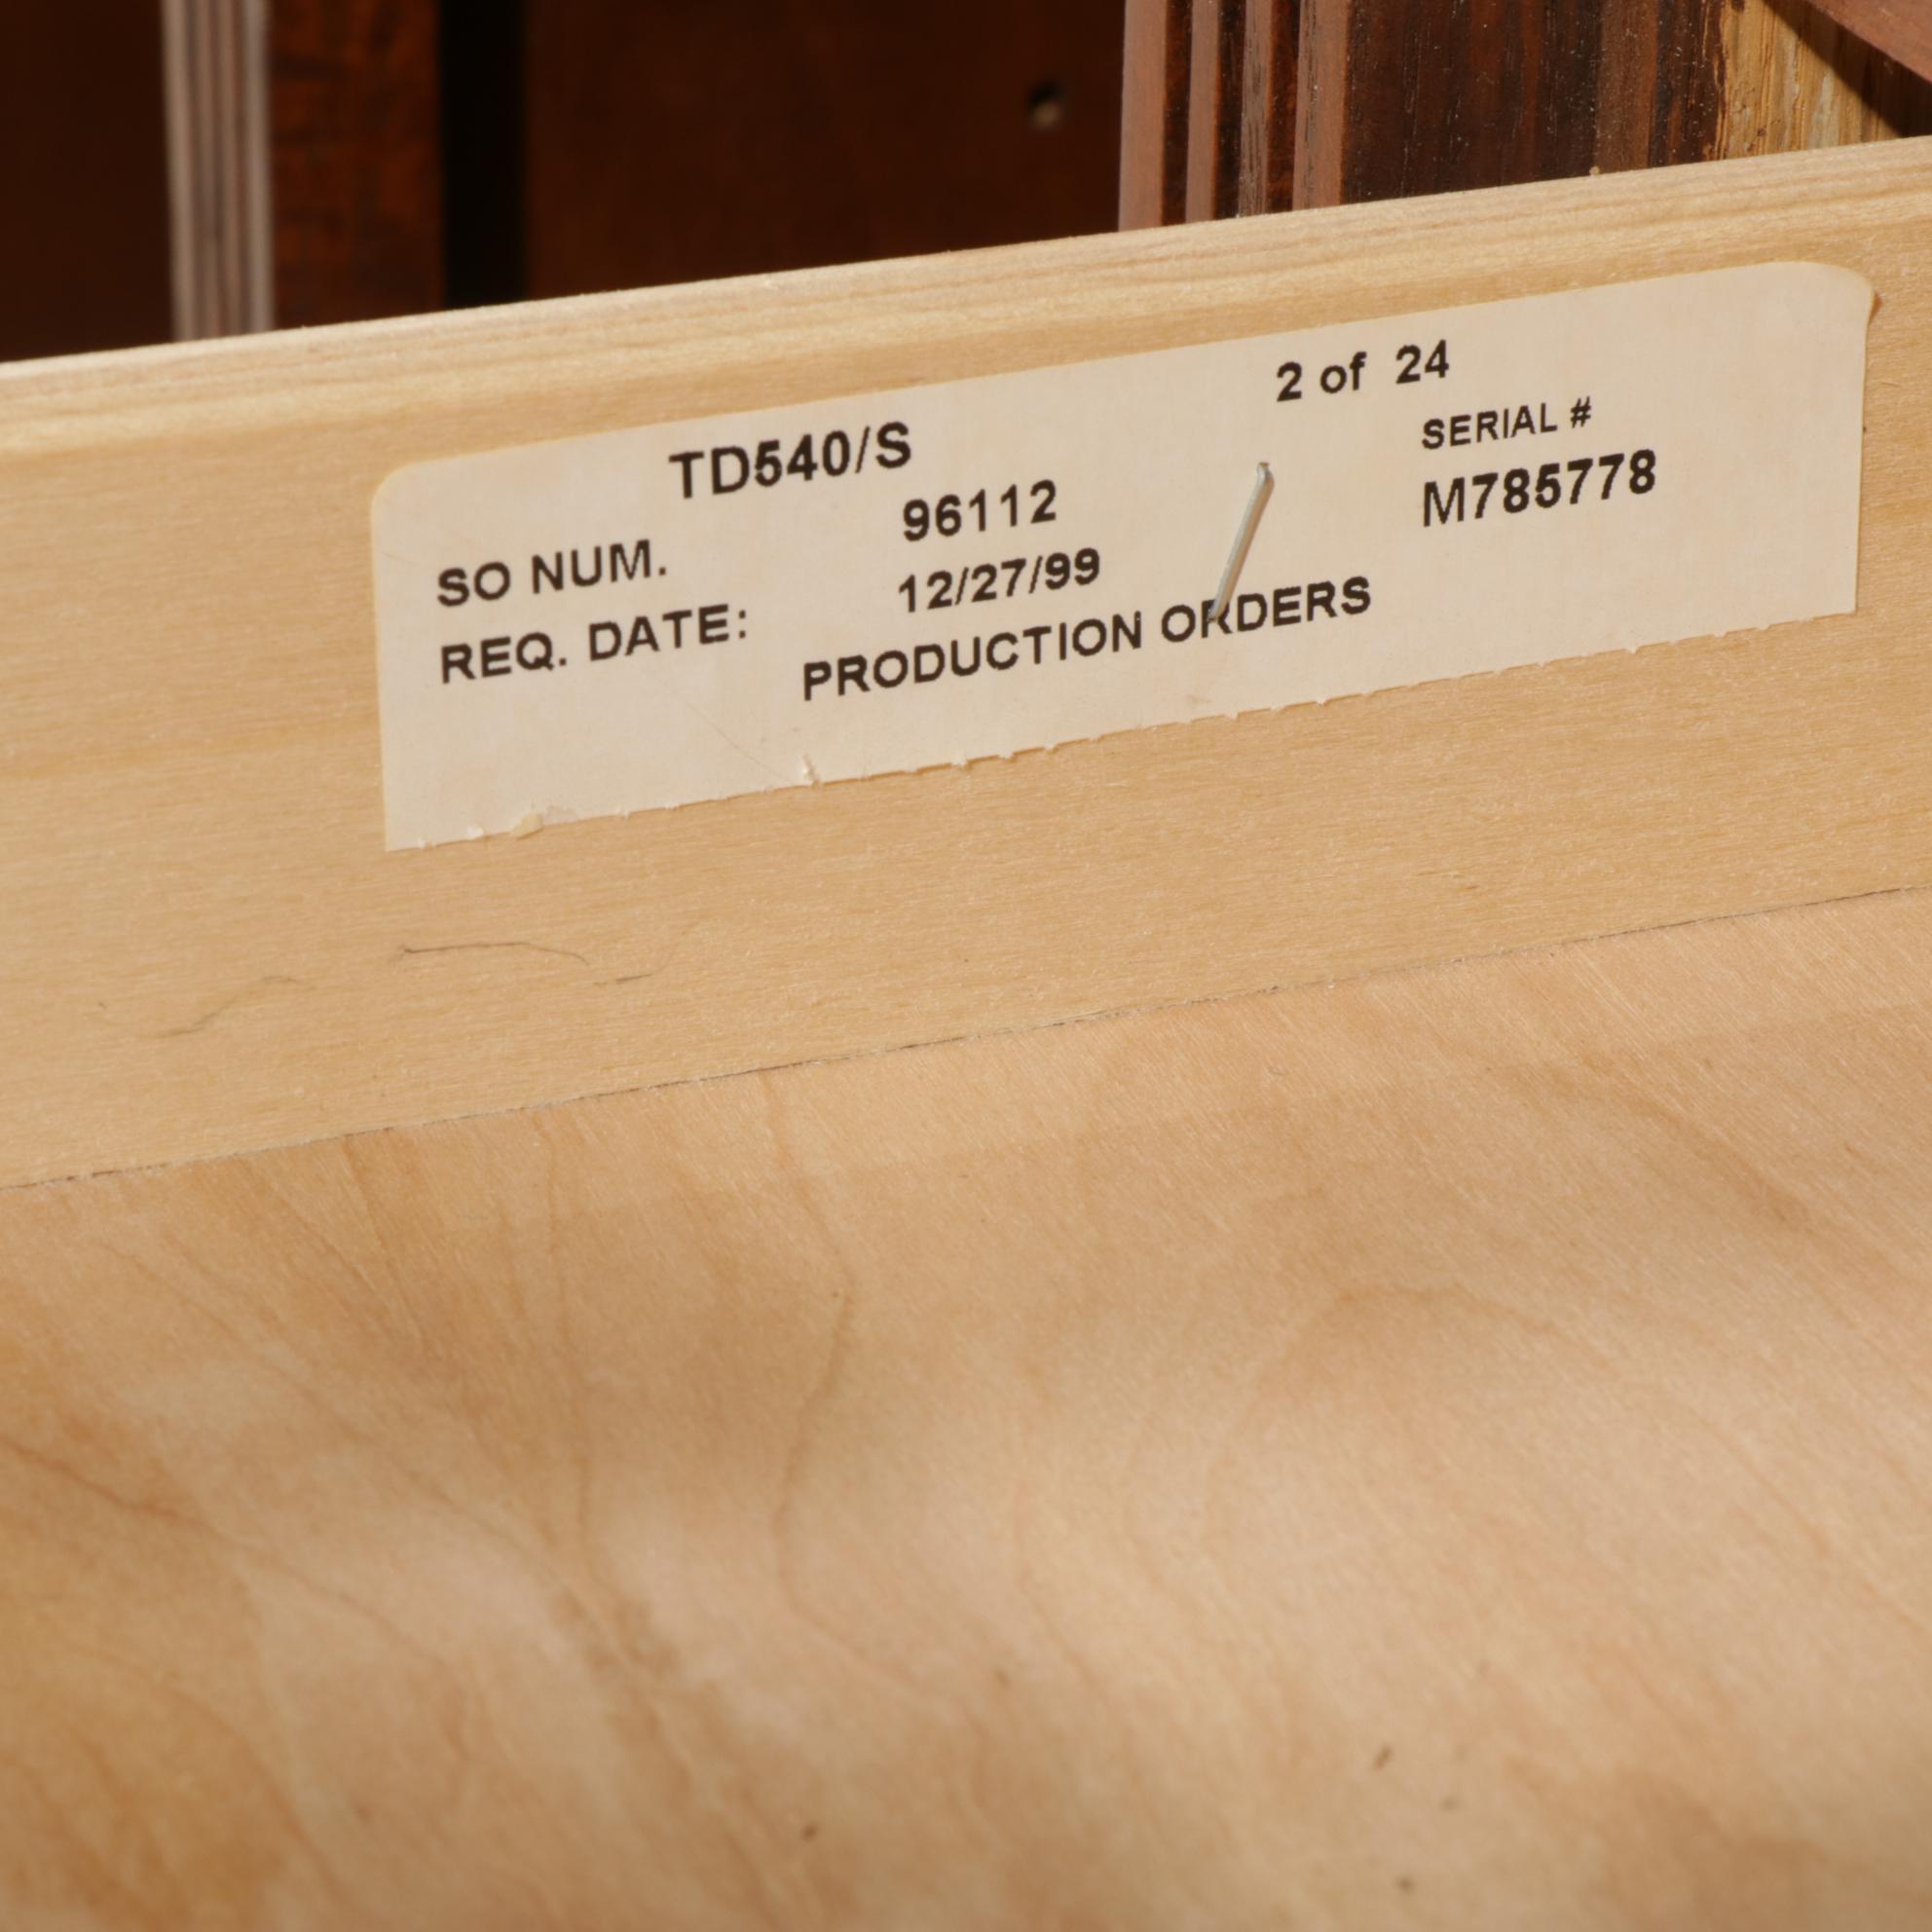 2 of 24
TD540/S
SERIAL #
SO NUM. 96112 M785778
REQ. DATE: 12/27/99
PRODUCTION ORDERS